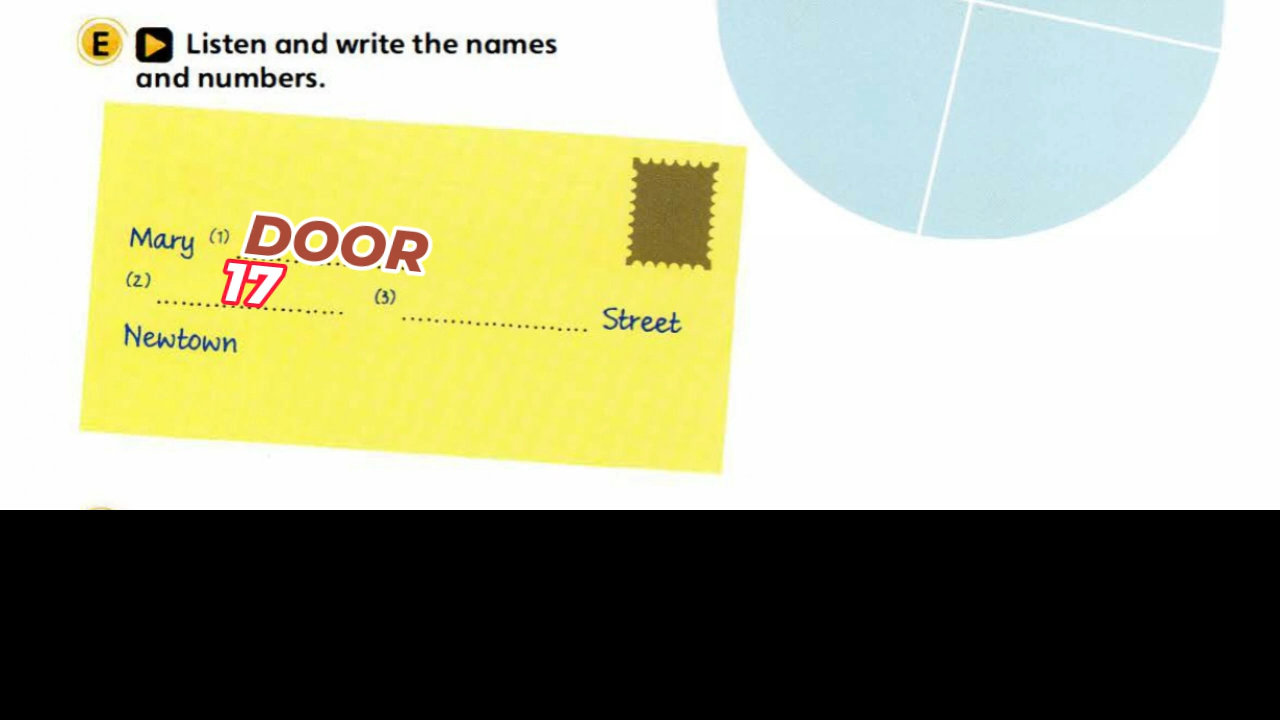 E Listen and write the names
and numbers.
Mary (1) DOOR
(2) 17 (3) .................... Street
Newtown